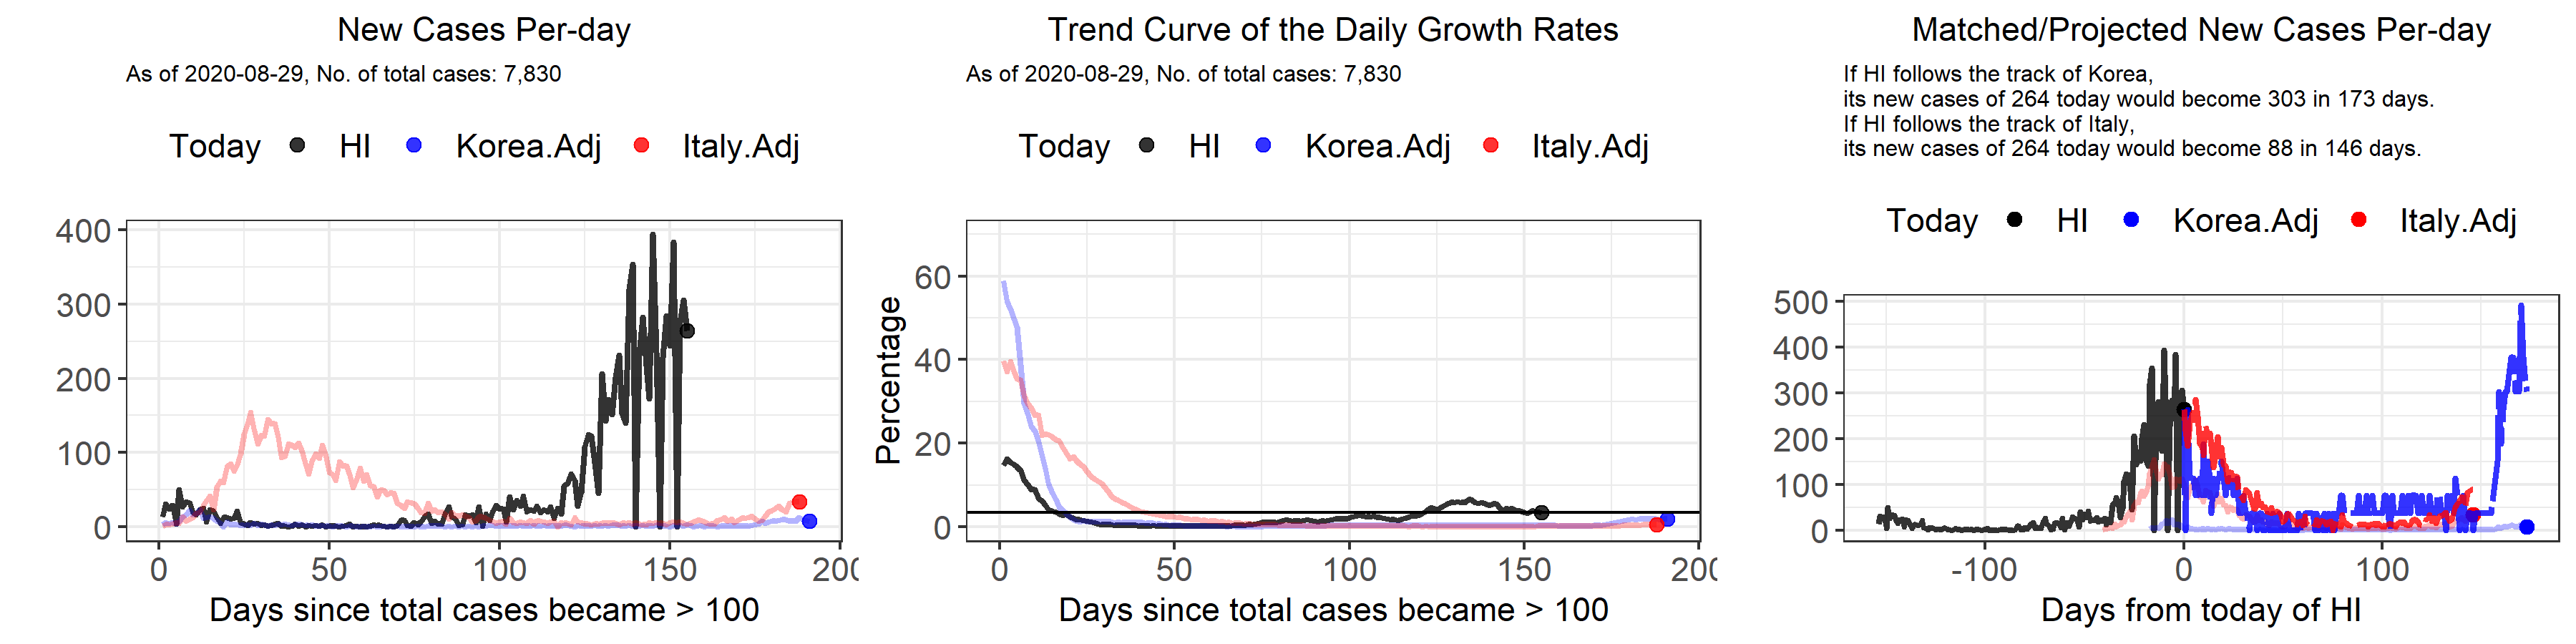 New Cases Per-day
As of 2020-08-29, No. of total cases: 7,830
Today HI Korea.Adj Italy.Adj
400
300
200
100
0
0 50 100 150 200
Days since total cases became > 100
Trend Curve of the Daily Growth Rates
As of 2020-08-29, No. of total cases: 7,830
Today HI Korea.Adj Italy.Adj
Percentage
60
40
20
0
0 50 100 150 200
Days since total cases became > 100
Matched/Projected New Cases Per-day
If HI follows the track of Korea,
its new cases of 264 today would become 303 in 173 days.
If HI follows the track of Italy,
its new cases of 264 today would become 88 in 146 days.
Today HI Korea.Adj Italy.Adj
500
400
300
200
100
0
-100 0 100
Days from today of HI